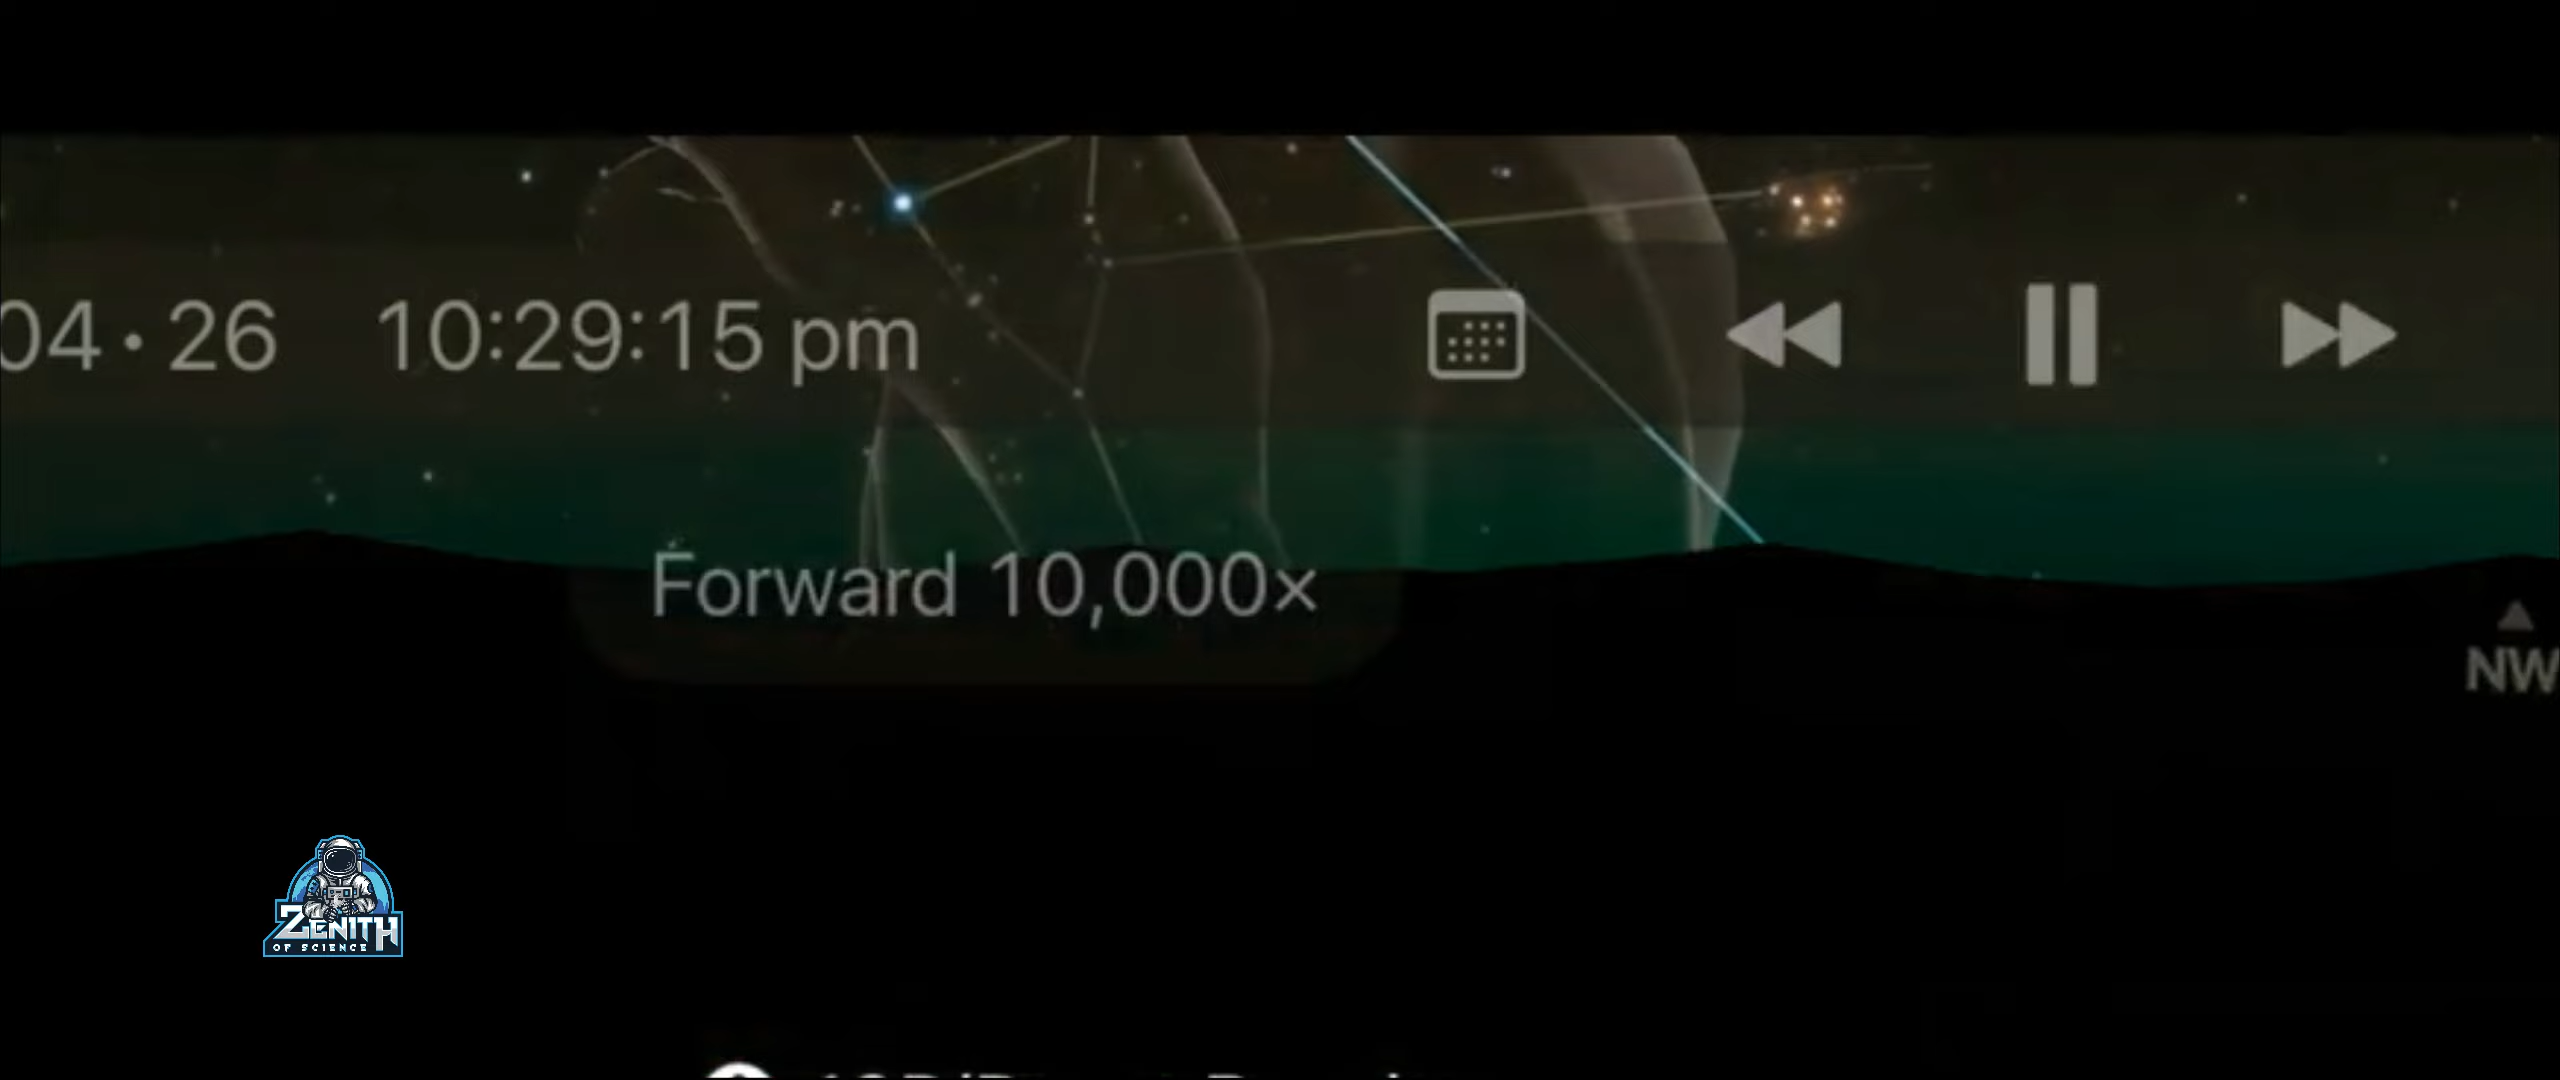 04 · 26 10:29:15 pm
Forward 10,000×
NW
ZENITH
OF SCIENCE